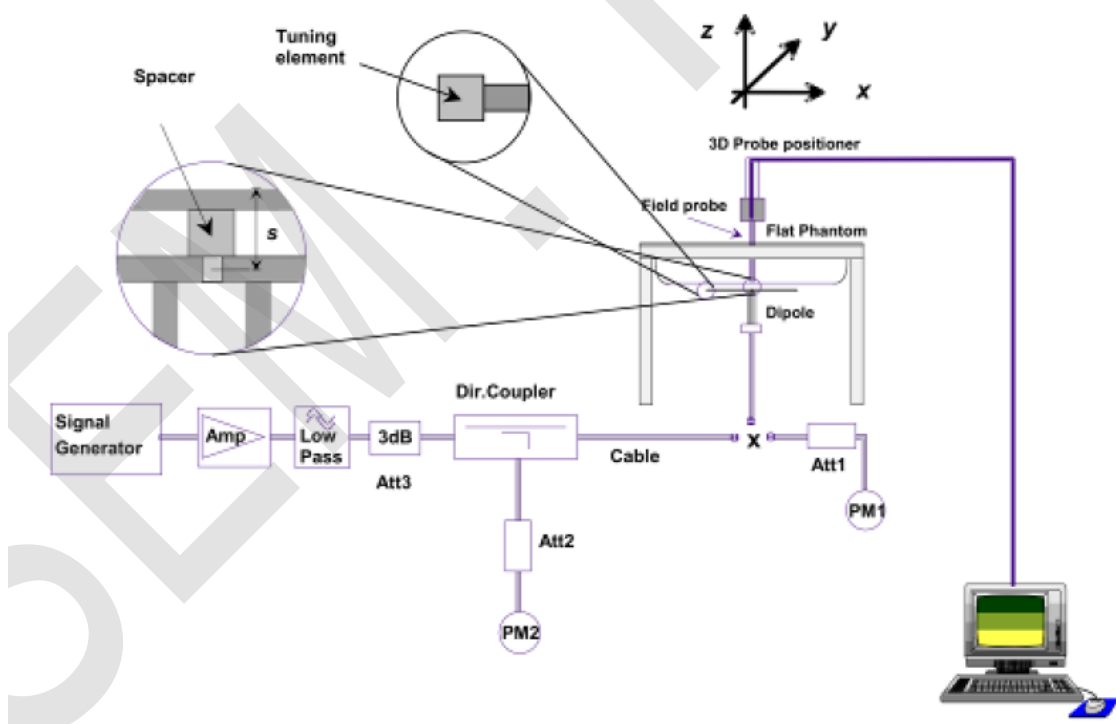 Tuning
element
Spacer
z
y
x
3D Probe positioner
Field probe
Flat Phantom
s
Dipole
Dir.Coupler
Signal
Generator
Amp
Low
Pass
3dB
Att3
Cable
x
Att1
PM1
Att2
PM2